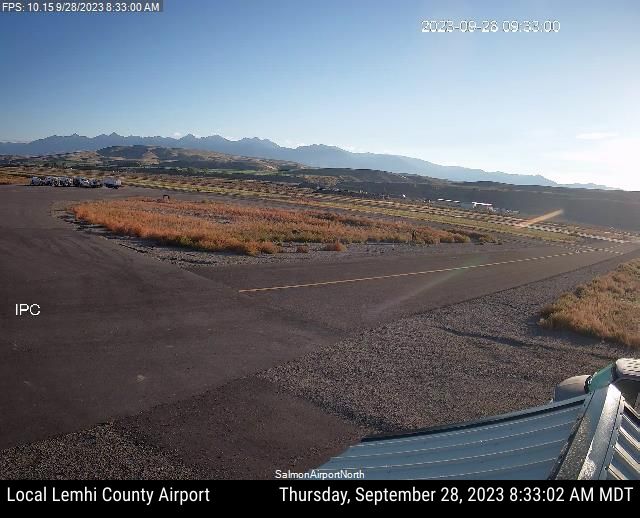 FPS: 10.15 9/28/2023 8:33:00 AM
2023-09-28 09:33:00
IPC
SalmonAirportNorth
Local Lemhi County Airport Thursday, September 28, 2023 8:33:02 AM MDT